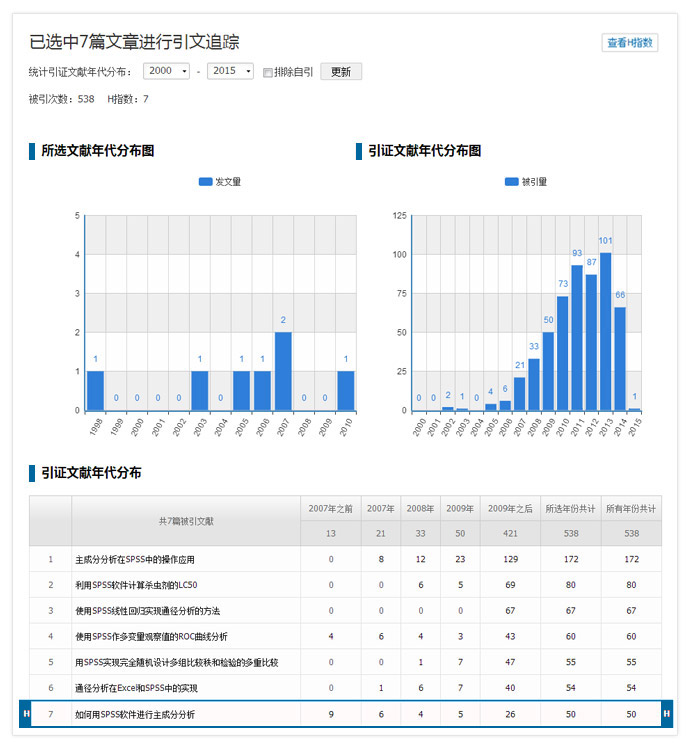 已选中7篇文章进行引文追踪
查看H指数
统计引证文献年代分布： 2000 - 2015 排除自引 更新
被引次数：538 H指数：7
所选文献年代分布图 引证文献年代分布图
发文量 被引量
5 4 3 2 1 0
1 0 0 0 0 1 0 1 1 2 0 0 1
1998 1999 2000 2001 2002 2003 2004 2005 2006 2007 2008 2009 2010
125 100 75 50 25 0
0 0 2 1 0 4 6 21 33 50 73 93 87 101 66 1
2000 2001 2002 2003 2004 2005 2006 2007 2008 2009 2010 2011 2012 2013 2014 2015
引证文献年代分布
共7篇被引文献 2007年之前 2007年 2008年 2009年 2009年之后 所选年份共计 所有年份共计
13 21 33 50 421 538 538
1 主成分分析在SPSS中的操作应用 0 8 12 23 129 172 172
2 利用SPSS软件计算杀虫剂的LC50 0 0 6 5 69 80 80
3 使用SPSS线性回归实现通径分析的方法 0 0 0 0 67 67 67
4 使用SPSS作多变量观察值的ROC曲线分析 4 6 4 3 43 60 60
5 用SPSS实现完全随机设计多组比较秩和检验的多重比较 0 0 1 7 47 55 55
6 通径分析在Excel和SPSS中的实现 0 1 6 7 40 54 54
H 7 如何用SPSS软件进行主成分分析 9 6 4 5 26 50 50 H